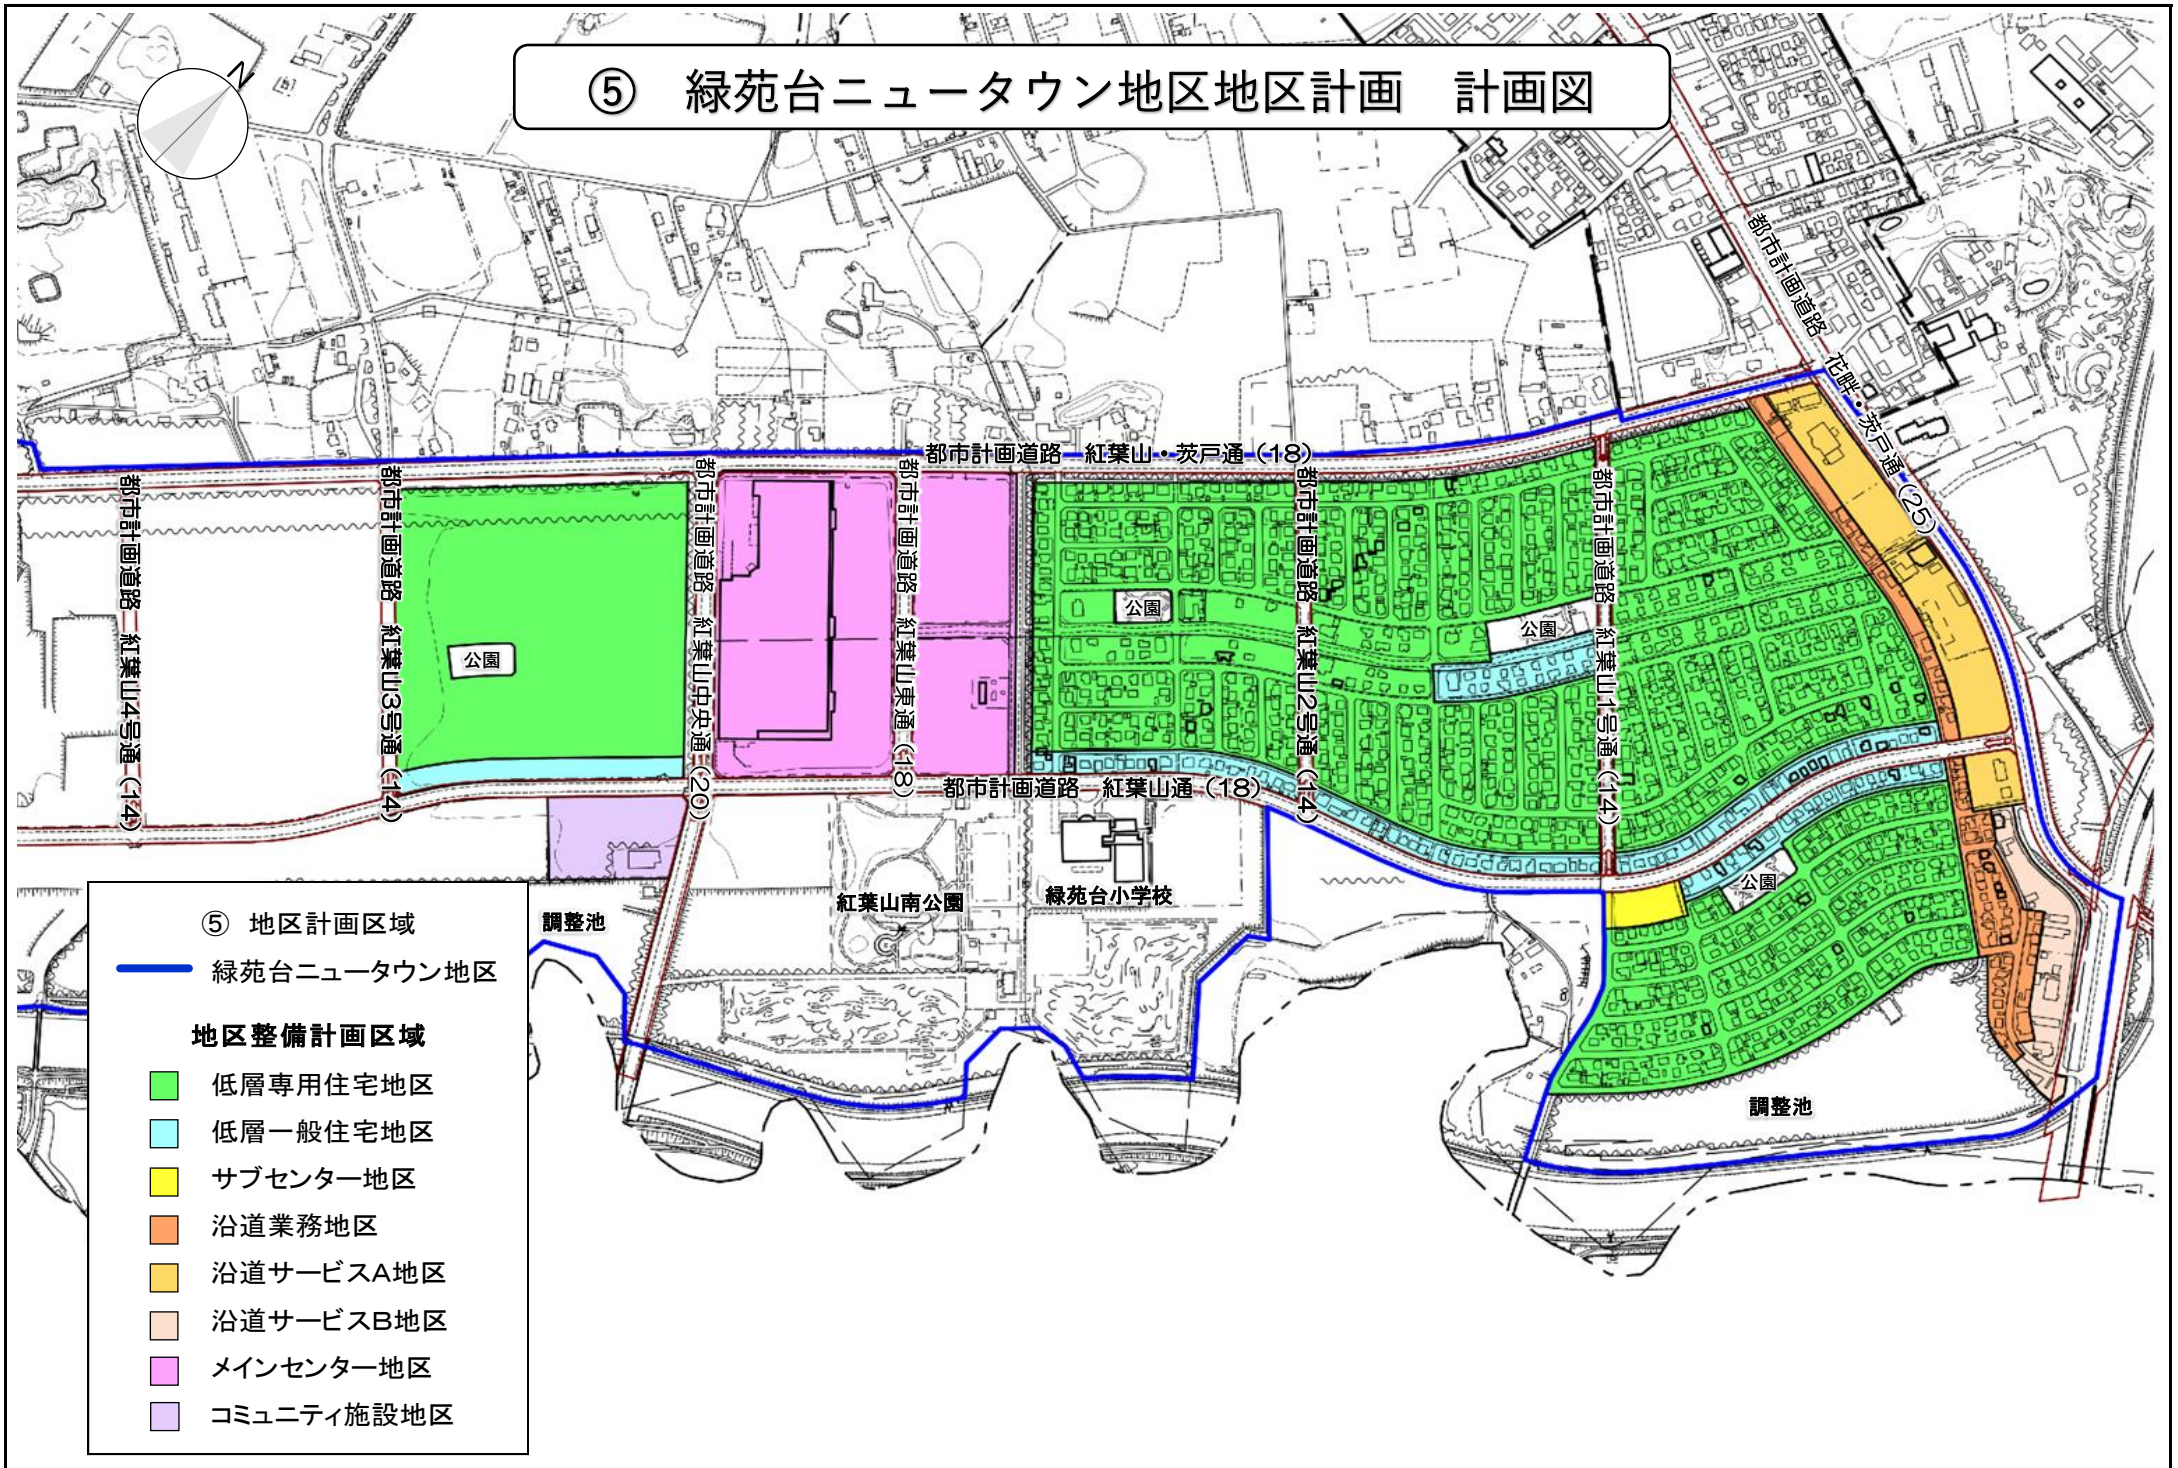 ⑤　緑苑台ニュータウン地区地区計画　計画図
N
都市計画道路　花畔・茨戸通（25）
都市計画道路　紅葉山・茨戸通（18）
都市計画道路　紅葉山4号通（14）
都市計画道路　紅葉山3号通（14）
都市計画道路　紅葉山中央通（20）
都市計画道路　紅葉山東通（18）
都市計画道路　紅葉山2号通（14）
都市計画道路　紅葉山1号通（14）
公園
公園
公園
都市計画道路　紅葉山通（18）
公園
紅葉山南公園
緑苑台小学校
調整池
調整池
⑤　地区計画区域
緑苑台ニュータウン地区
地区整備計画区域
低層専用住宅地区
低層一般住宅地区
サブセンター地区
沿道業務地区
沿道サービスA地区
沿道サービスB地区
メインセンター地区
コミュニティ施設地区